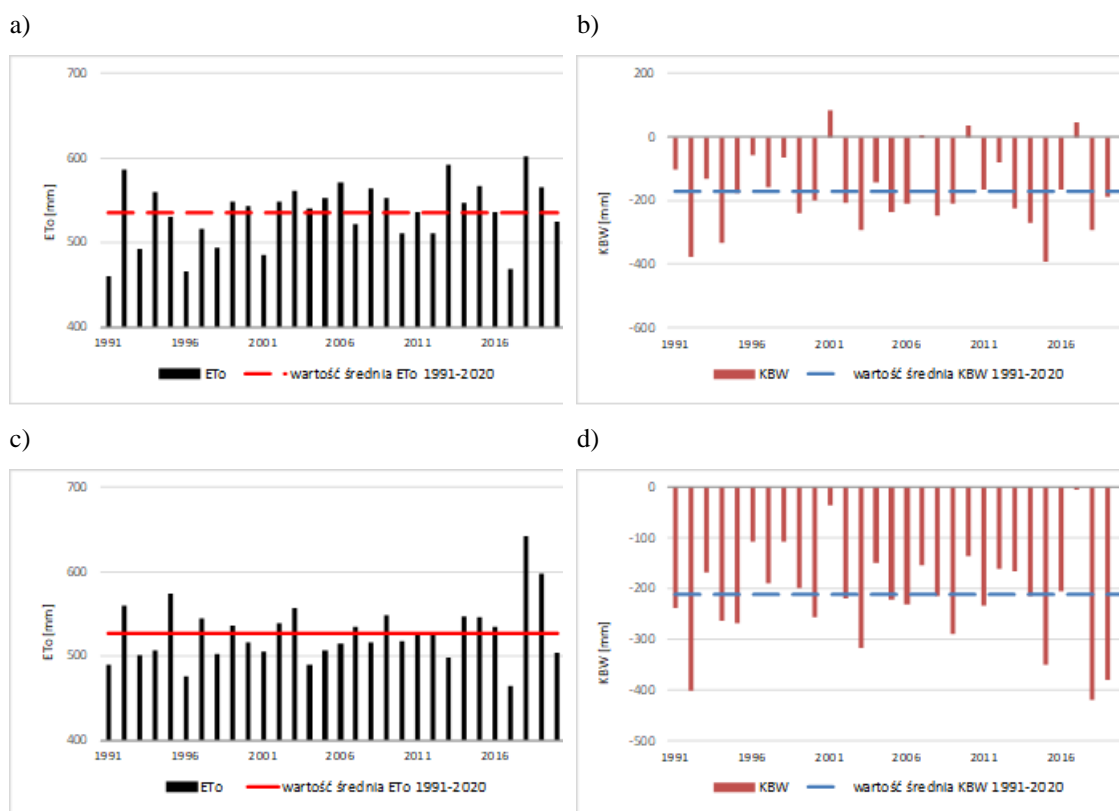 a)
b)
700
600
500
400
ETo [mm]
1991 1996 2001 2006 2011 2016
ETo wartość średnia ETo 1991-2020
200
0
-200
-400
-600
KBW [mm]
1991 1996 2001 2006 2011 2016
KBW wartość średnia KBW 1991-2020
c)
d)
700
600
500
400
ETo [mm]
1991 1996 2001 2006 2011 2016
ETo wartość średnia ETo 1991-2020
0
-100
-200
-300
-400
-500
KBW [mm]
1991 1996 2001 2006 2011 2016
KBW wartość średnia KBW 1991-2020